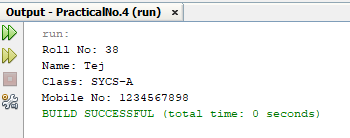 Output - PracticalNo.4 (run) ×
run:
Roll No: 38
Name: Tej
Class: SYCS-A
Mobile No: 1234567898
BUILD SUCCESSFUL (total time: 0 seconds)